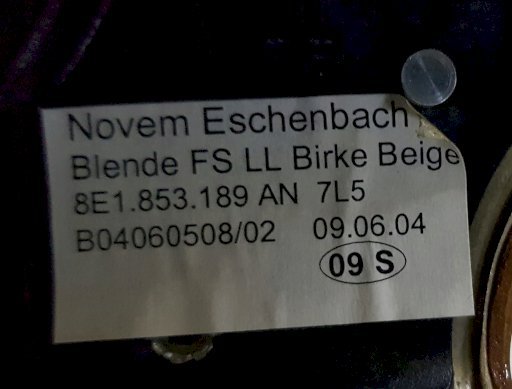 Novem Eschenbach
Blende FS LL Birke Beige
8E1.853.189 AN 7L5
B04060508/02 09.06.04
09 S